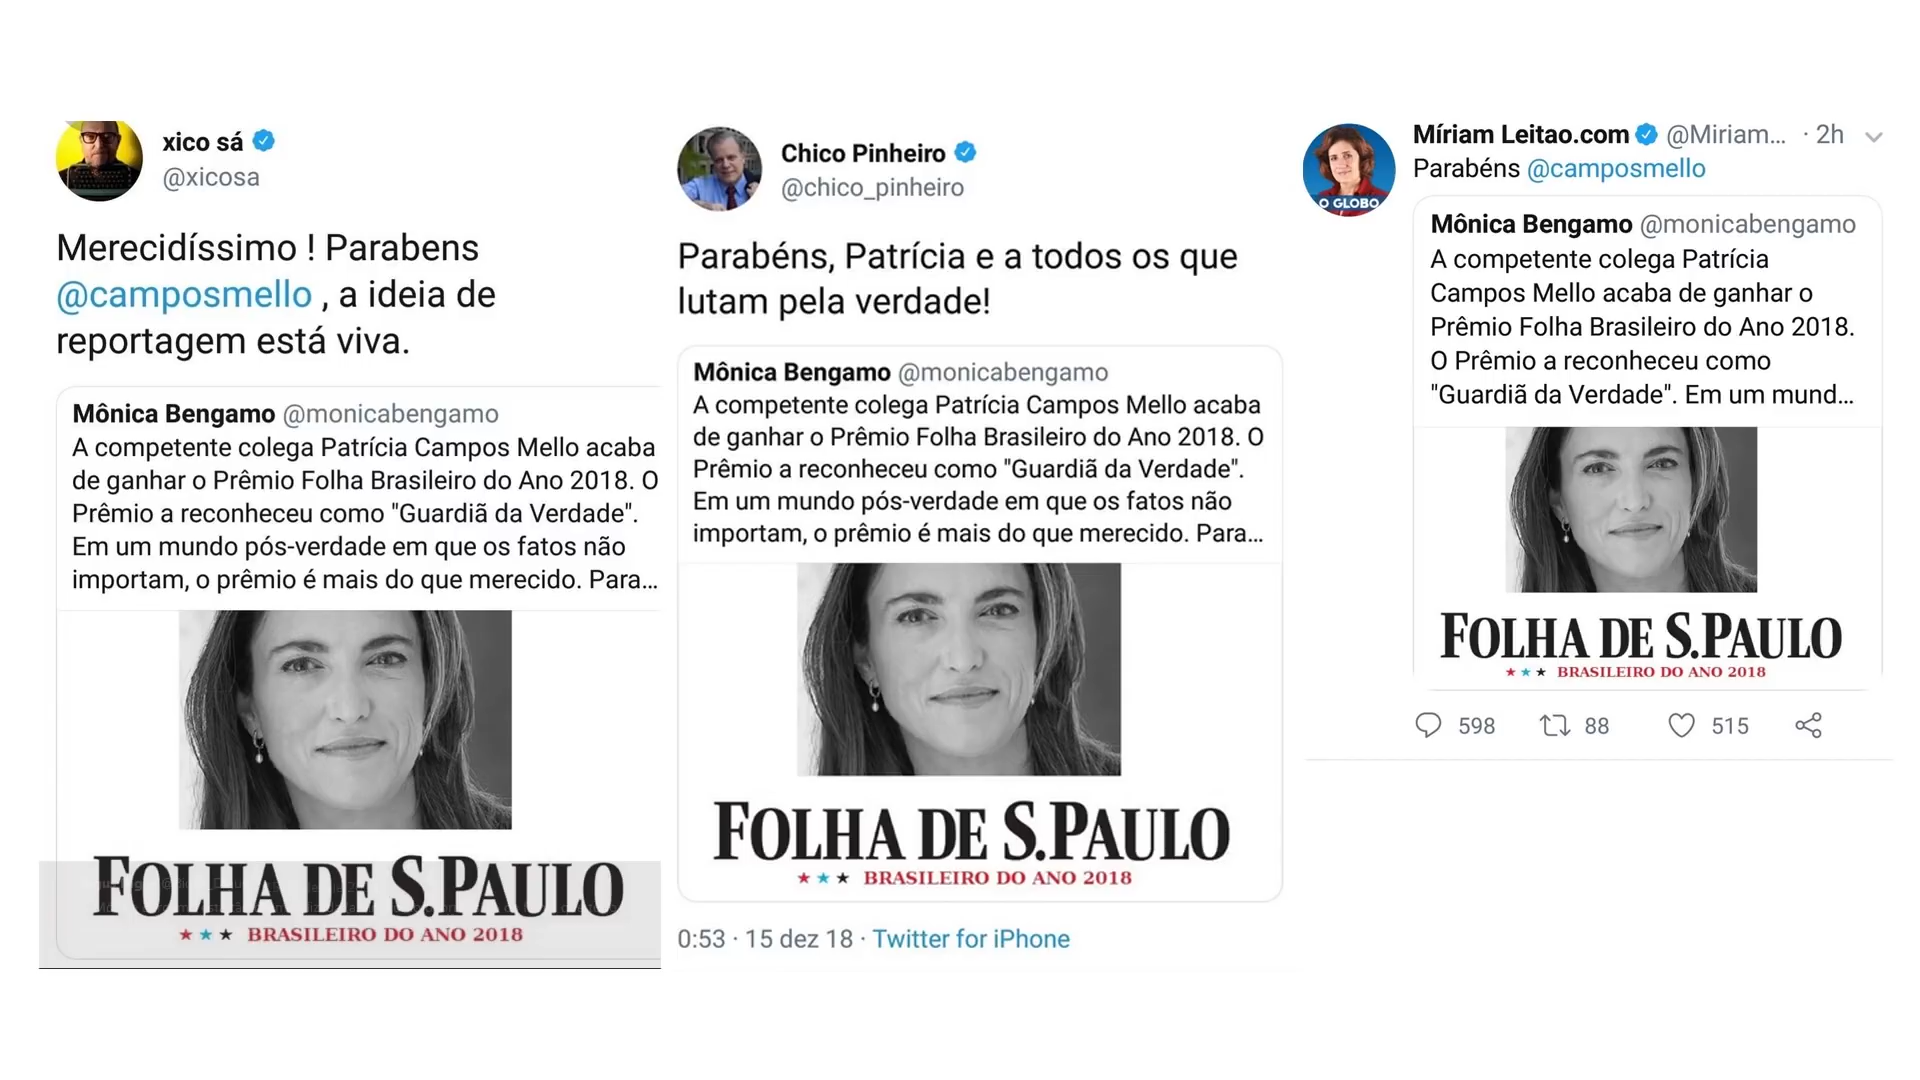 xico sá
@xicosa
Merecidíssimo ! Parabens
@camposmello , a ideia de
reportagem está viva.
Mônica Bengamo @monicabengamo
A competente colega Patrícia Campos Mello acaba
de ganhar o Prêmio Folha Brasileiro do Ano 2018. O
Prêmio a reconheceu como "Guardiã da Verdade".
Em um mundo pós-verdade em que os fatos não
importam, o prêmio é mais do que merecido. Para...
FOLHA DE S.PAULO
★ ★ ★ BRASILEIRO DO ANO 2018
Chico Pinheiro
@chico_pinheiro
Parabéns, Patrícia e a todos os que
lutam pela verdade!
Mônica Bengamo @monicabengamo
A competente colega Patrícia Campos Mello acaba
de ganhar o Prêmio Folha Brasileiro do Ano 2018. O
Prêmio a reconheceu como "Guardiã da Verdade".
Em um mundo pós-verdade em que os fatos não
importam, o prêmio é mais do que merecido. Para...
FOLHA DE S.PAULO
★ ★ ★ BRASILEIRO DO ANO 2018
0:53 · 15 dez 18 · Twitter for iPhone
O GLOBO
Míriam Leitao.com @Miriam... · 2h
Parabéns @camposmello
Mônica Bengamo @monicabengamo
A competente colega Patrícia
Campos Mello acaba de ganhar o
Prêmio Folha Brasileiro do Ano 2018.
O Prêmio a reconheceu como
"Guardiã da Verdade". Em um mund...
FOLHA DE S.PAULO
★ ★ ★ BRASILEIRO DO ANO 2018
598 88 515